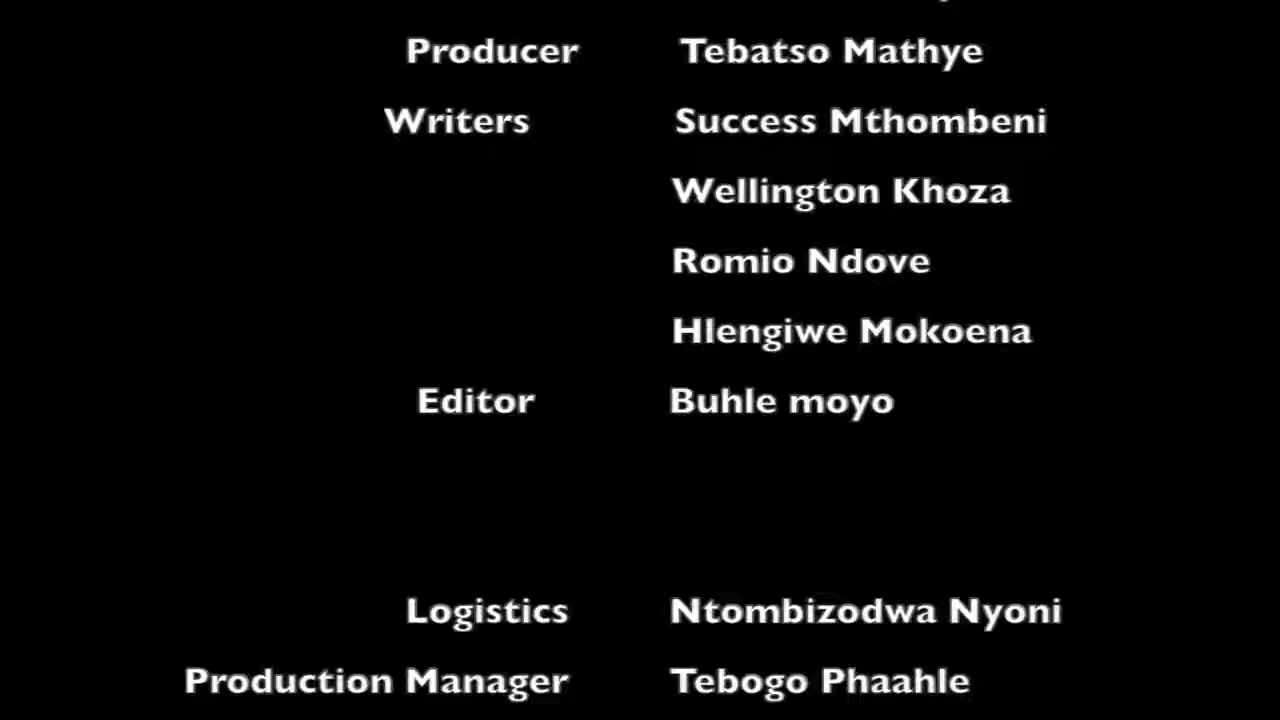 Producer Tebatso Mathye
Writers Success Mthombeni
Wellington Khoza
Romio Ndove
Hlengiwe Mokoena
Editor Buhle moyo
Logistics Ntombizodwa Nyoni
Production Manager Tebogo Phaahle